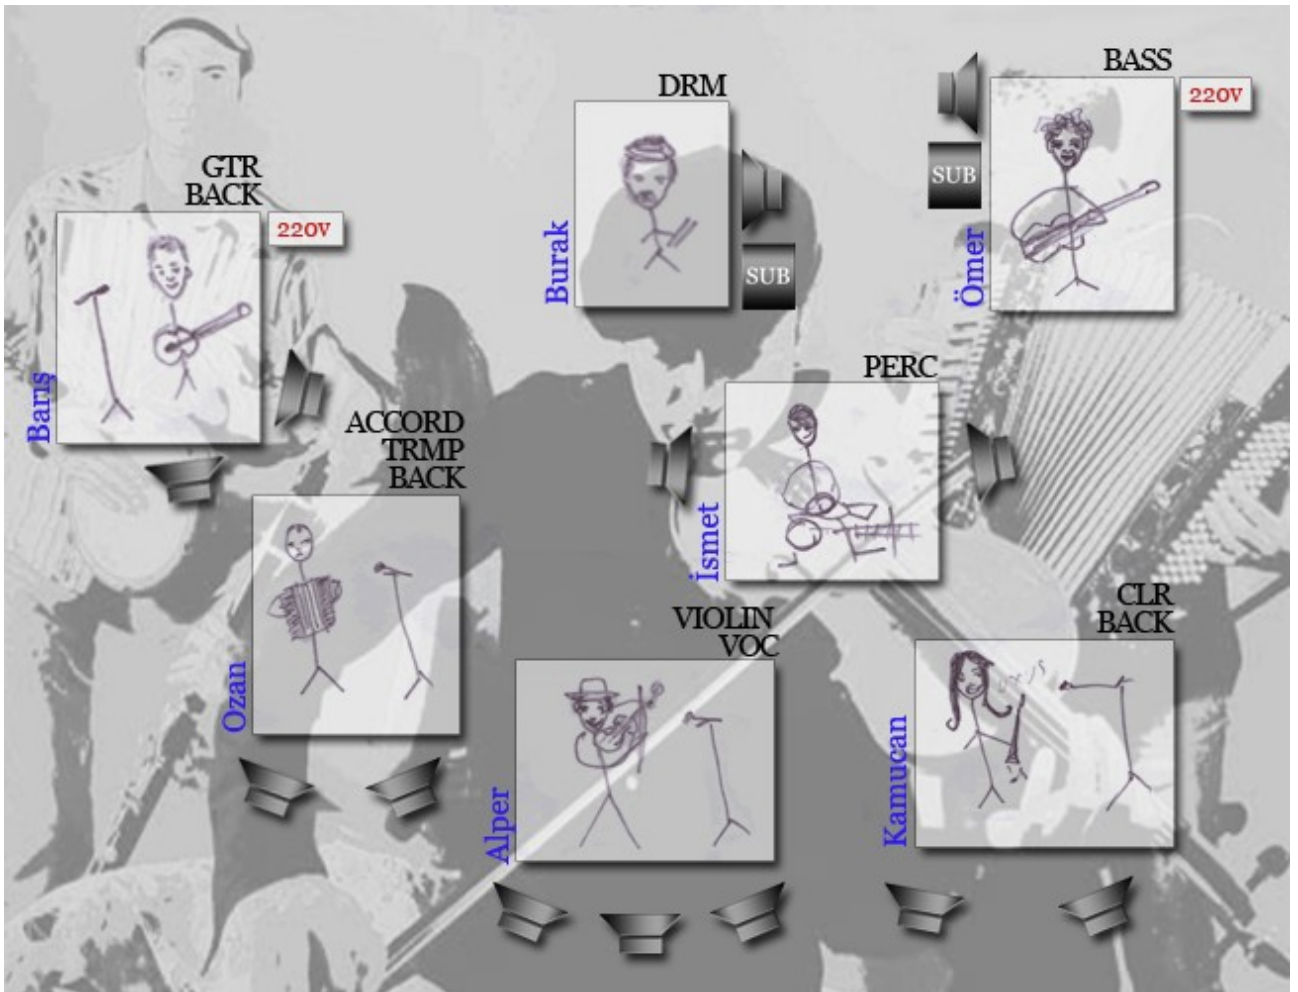 BASS
220V
DRM
SUB
Ömer
GTR
BACK
220V
Burak
SUB
Barış
PERC
İsmet
ACCORD
TRMP
BACK
Ozan
VIOLIN
VOC
Alper
CLR
BACK
Kamucan